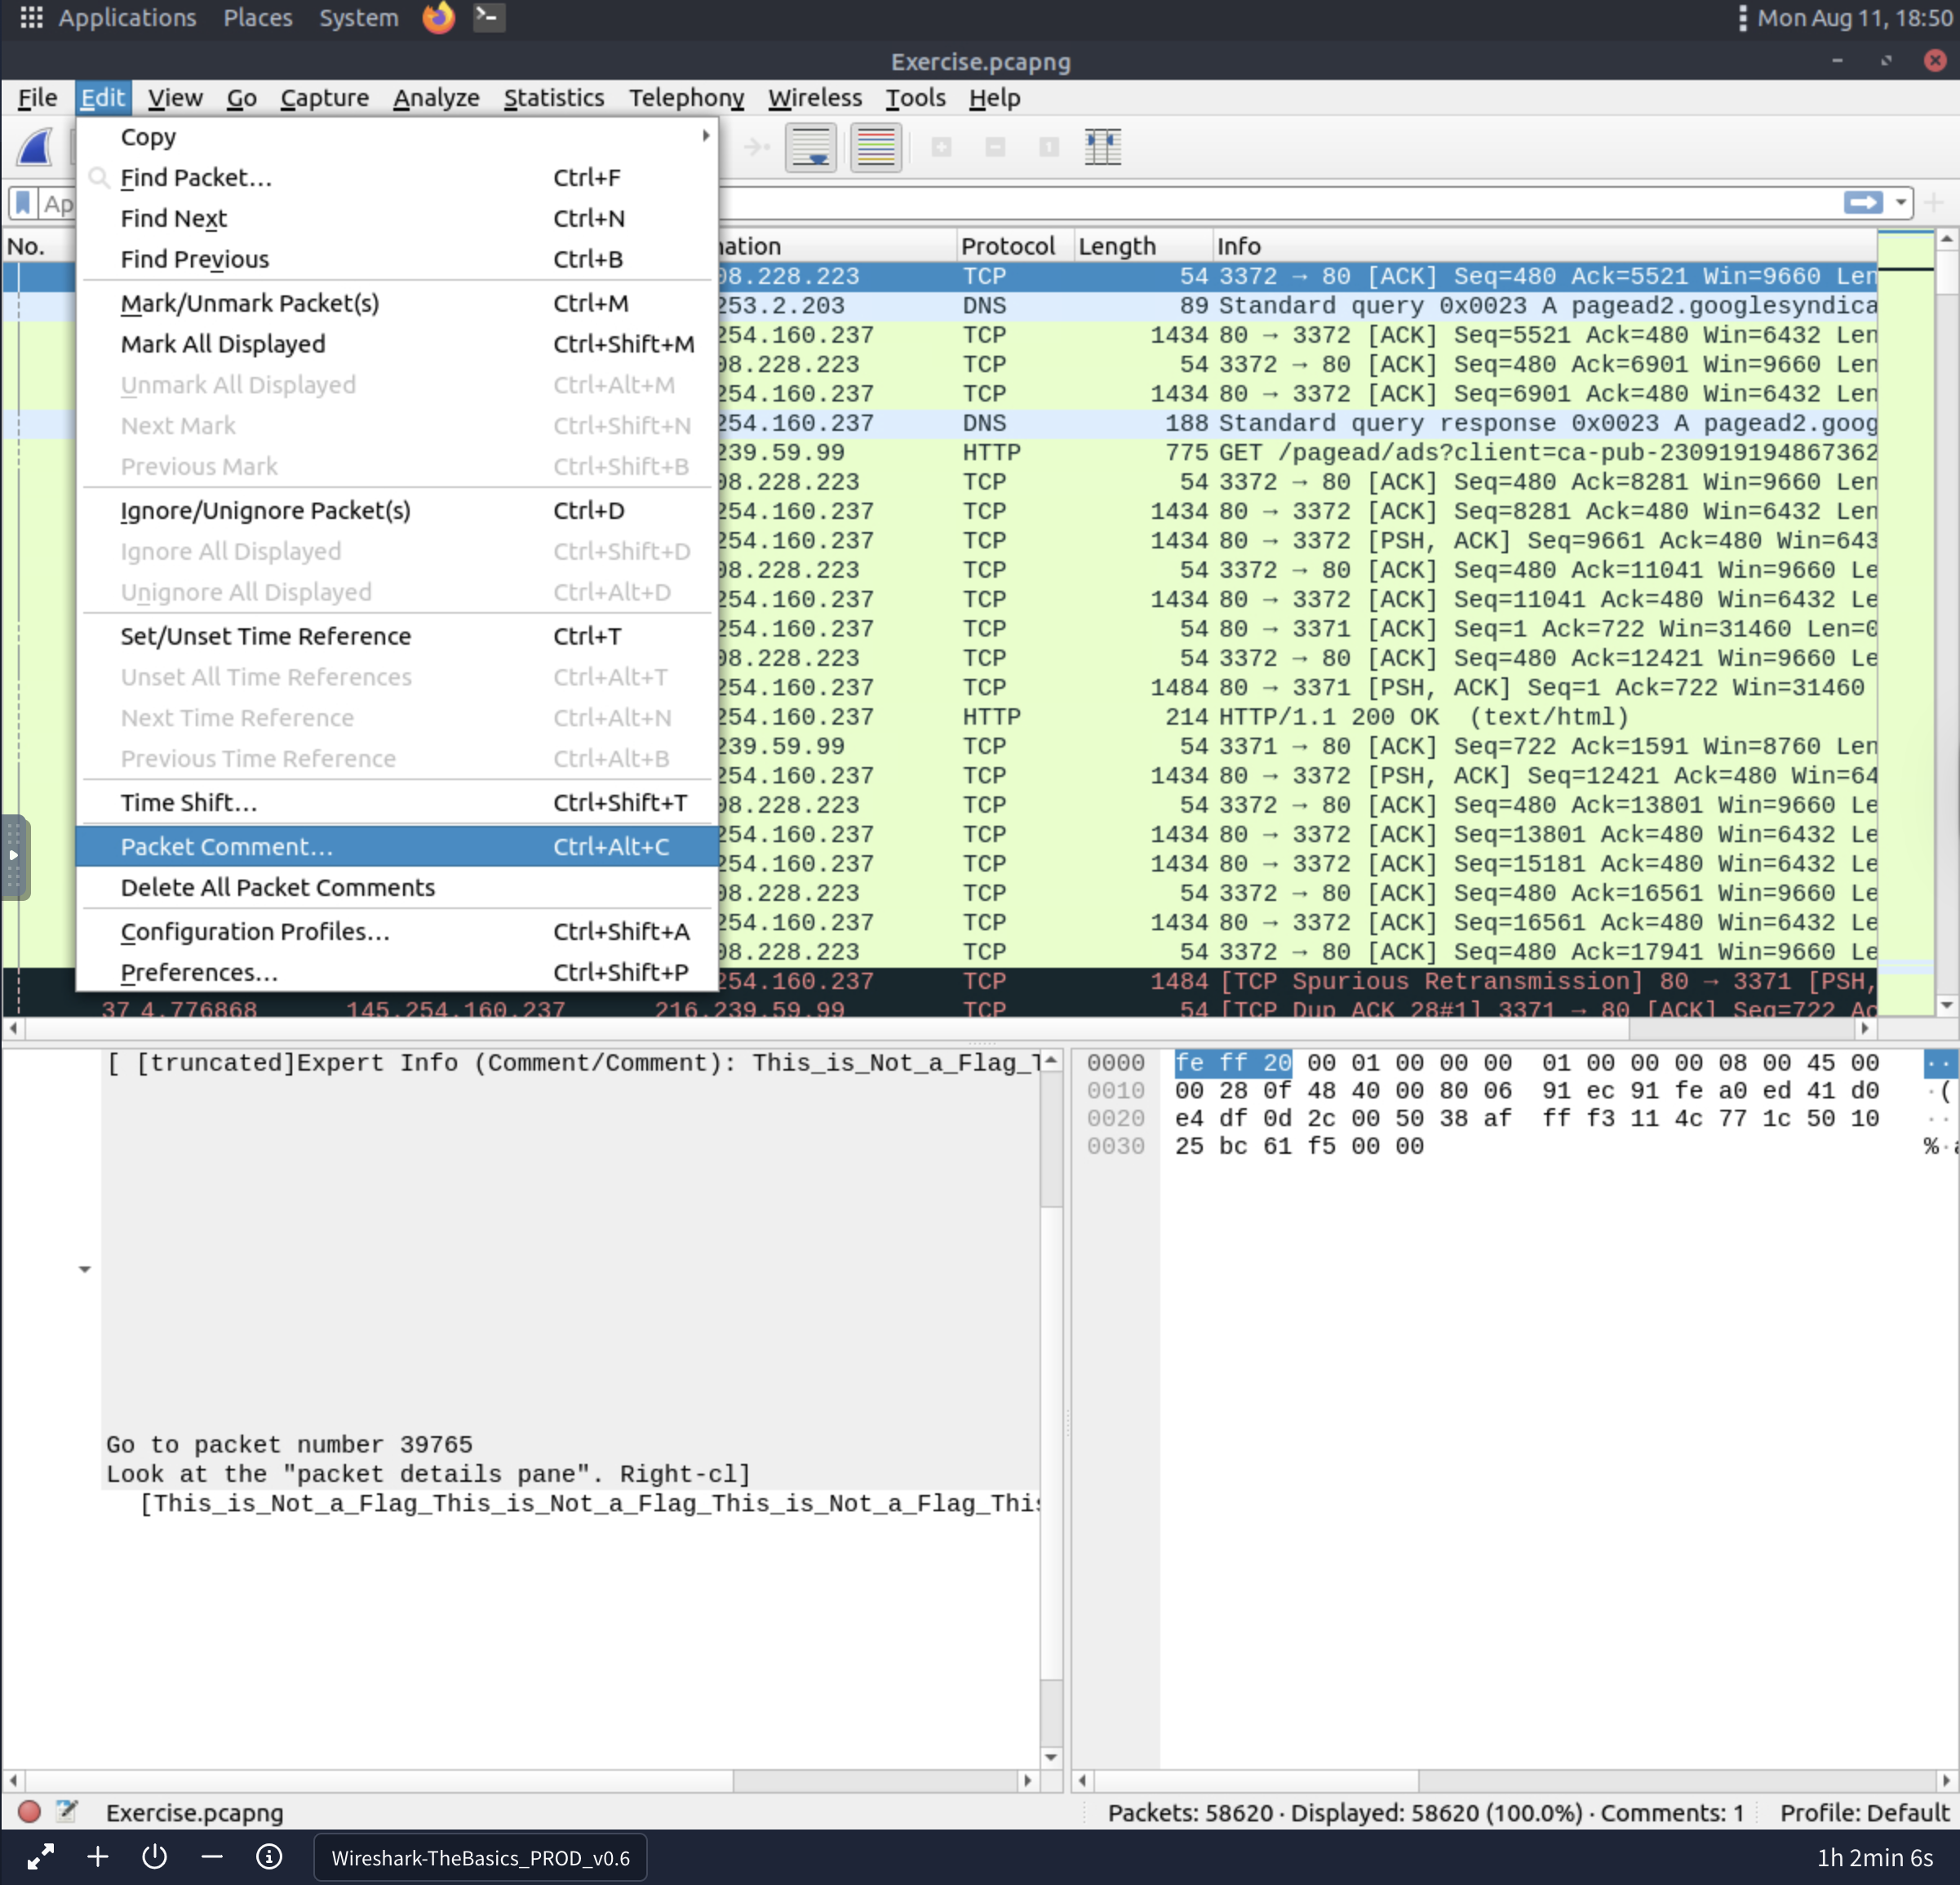 Applications Places System Mon Aug 11, 18:50
Exercise.pcapng
File Edit View Go Capture Analyze Statistics Telephony Wireless Tools Help
Copy
Find Packet... Ctrl+F
Find Next Ctrl+N
Find Previous Ctrl+B
Mark/Unmark Packet(s) Ctrl+M
Mark All Displayed Ctrl+Shift+M
Unmark All Displayed Ctrl+Alt+M
Next Mark Ctrl+Shift+N
Previous Mark Ctrl+Shift+B
Ignore/Unignore Packet(s) Ctrl+D
Ignore All Displayed Ctrl+Shift+D
Unignore All Displayed Ctrl+Alt+D
Set/Unset Time Reference Ctrl+T
Unset All Time References Ctrl+Alt+T
Next Time Reference Ctrl+Alt+N
Previous Time Reference Ctrl+Alt+B
Time Shift... Ctrl+Shift+T
Packet Comment... Ctrl+Alt+C
Delete All Packet Comments
Configuration Profiles... Ctrl+Shift+A
Preferences... Ctrl+Shift+P
Ap
No. nation Protocol Length Info
08.228.223 TCP 54 3372 → 80 [ACK] Seq=480 Ack=5521 Win=9660 Len
253.2.203 DNS 89 Standard query 0x0023 A pagead2.googlesyndica
254.160.237 TCP 1434 80 → 3372 [ACK] Seq=5521 Ack=480 Win=6432 Len
08.228.223 TCP 54 3372 → 80 [ACK] Seq=480 Ack=6901 Win=9660 Len
254.160.237 TCP 1434 80 → 3372 [ACK] Seq=6901 Ack=480 Win=6432 Len
254.160.237 DNS 188 Standard query response 0x0023 A pagead2.goog
239.59.99 HTTP 775 GET /pagead/ads?client=ca-pub-230919194867362
08.228.223 TCP 54 3372 → 80 [ACK] Seq=480 Ack=8281 Win=9660 Len
254.160.237 TCP 1434 80 → 3372 [ACK] Seq=8281 Ack=480 Win=6432 Len
254.160.237 TCP 1434 80 → 3372 [PSH, ACK] Seq=9661 Ack=480 Win=643
08.228.223 TCP 54 3372 → 80 [ACK] Seq=480 Ack=11041 Win=9660 Le
254.160.237 TCP 1434 80 → 3372 [ACK] Seq=11041 Ack=480 Win=6432 Le
254.160.237 TCP 54 80 → 3371 [ACK] Seq=1 Ack=722 Win=31460 Len=0
08.228.223 TCP 54 3372 → 80 [ACK] Seq=480 Ack=12421 Win=9660 Le
254.160.237 TCP 1484 80 → 3371 [PSH, ACK] Seq=1 Ack=722 Win=31460
254.160.237 HTTP 214 HTTP/1.1 200 OK (text/html)
239.59.99 TCP 54 3371 → 80 [ACK] Seq=722 Ack=1591 Win=8760 Len
254.160.237 TCP 1434 80 → 3372 [PSH, ACK] Seq=12421 Ack=480 Win=64
08.228.223 TCP 54 3372 → 80 [ACK] Seq=480 Ack=13801 Win=9660 Le
254.160.237 TCP 1434 80 → 3372 [ACK] Seq=13801 Ack=480 Win=6432 Le
254.160.237 TCP 1434 80 → 3372 [ACK] Seq=15181 Ack=480 Win=6432 Le
08.228.223 TCP 54 3372 → 80 [ACK] Seq=480 Ack=16561 Win=9660 Le
254.160.237 TCP 1434 80 → 3372 [ACK] Seq=16561 Ack=480 Win=6432 Le
08.228.223 TCP 54 3372 → 80 [ACK] Seq=480 Ack=17941 Win=9660 Le
254.160.237 TCP 1484 [TCP Spurious Retransmission] 80 → 3371 [PSH,
37 4.776868 145.254.160.237 216.239.59.99 TCP 54 [TCP Dup ACK 28#1] 3371 → 80 [ACK] Seq=722 Ac
[ [truncated]Expert Info (Comment/Comment): This_is_Not_a_Flag_T
Go to packet number 39765
Look at the "packet details pane". Right-cl]
[This_is_Not_a_Flag_This_is_Not_a_Flag_This_is_Not_a_Flag_This
0000 fe ff 20 00 01 00 00 00 01 00 00 00 08 00 45 00 ··
0010 00 28 0f 48 40 00 80 06 91 ec 91 fe a0 ed 41 d0 ·(
0020 e4 df 0d 2c 00 50 38 af ff f3 11 4c 77 1c 50 10 ··
0030 25 bc 61 f5 00 00 %·a
Exercise.pcapng Packets: 58620 · Displayed: 58620 (100.0%) · Comments: 1 Profile: Default
Wireshark-TheBasics_PROD_v0.6 1h 2min 6s